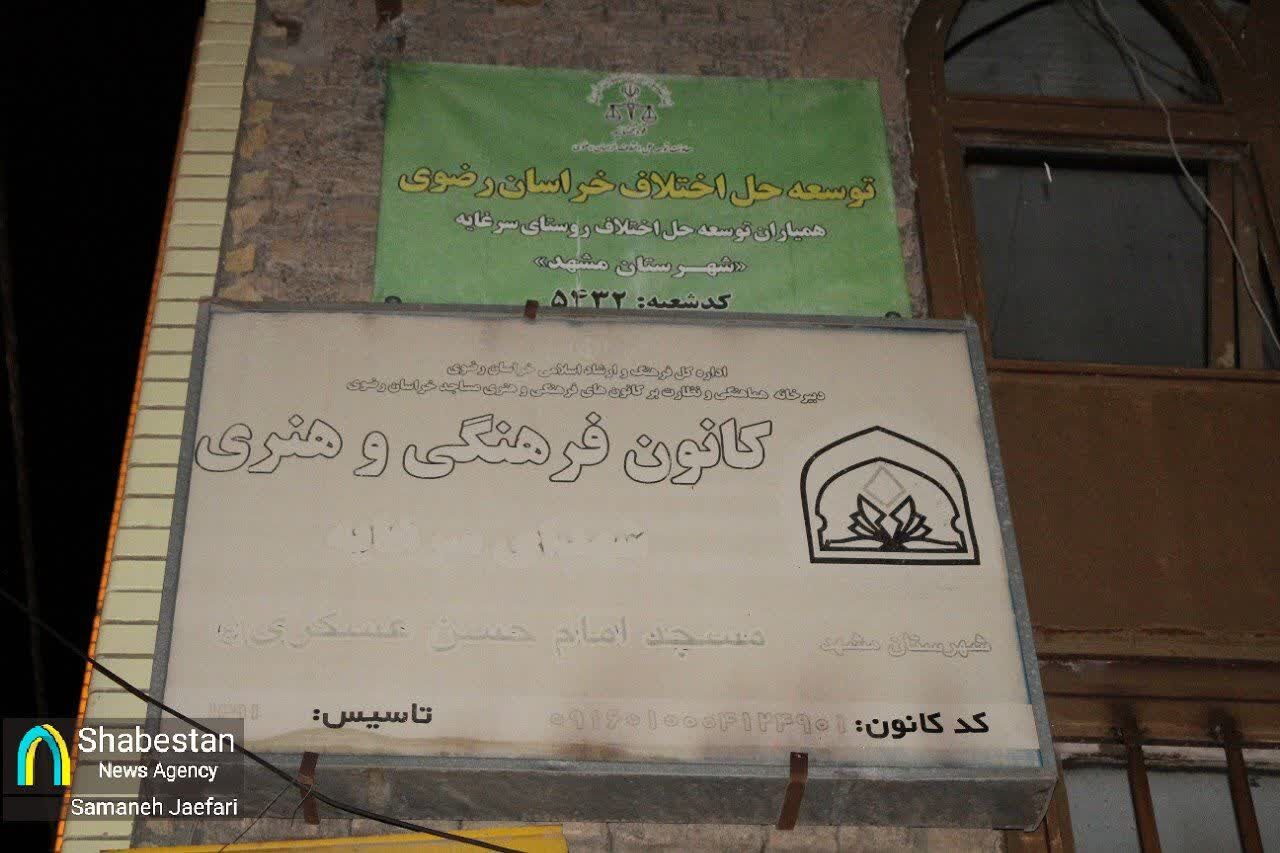 توسعه حل اختلاف خراسان رضوی
همیاران توسعه حل اختلاف روستای سرغایه
«شهرستان مشهد»
کدشعبه: ۵۴۳۲
اداره کل فرهنگ و ارشاد اسلامی خراسان رضوی
دبیرخانه هماهنگی و نظارت بر کانون های فرهنگی و هنری مساجد خراسان رضوی
کانون فرهنگی و هنری
مسجد امام حسن عسکری
شهرستان مشهد
کد کانون:
تاسیس:
Shabestan
News Agency
Samaneh Jaefari